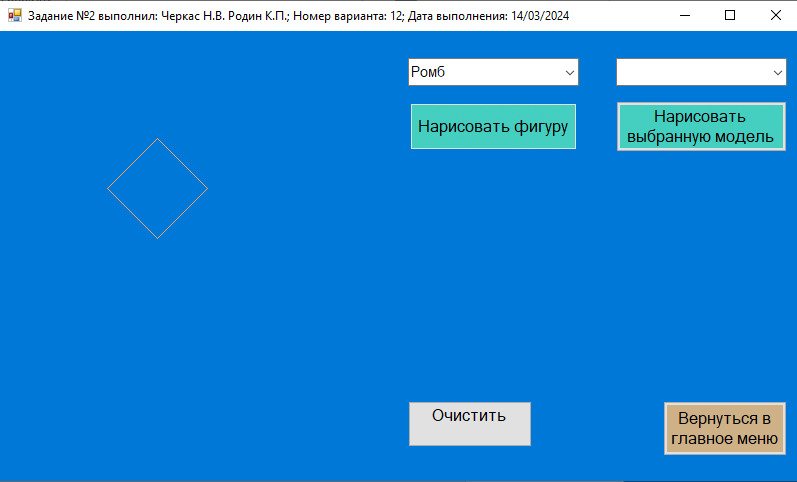 Задание №2 выполнил: Черкас Н.В. Родин К.П.; Номер варианта: 12; Дата выполнения: 14/03/2024
Ромб
Нарисовать фигуру
Нарисовать
выбранную модель
Очистить
Вернуться в
главное меню